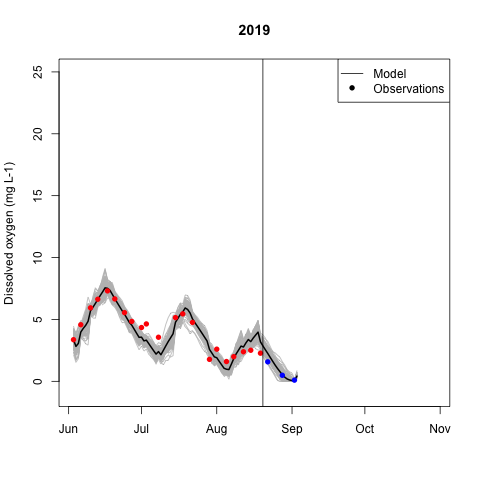 2019
Model
Observations
Dissolved oxygen (mg L-1)
25
20
15
10
5
0
Jun Jul Aug Sep Oct Nov